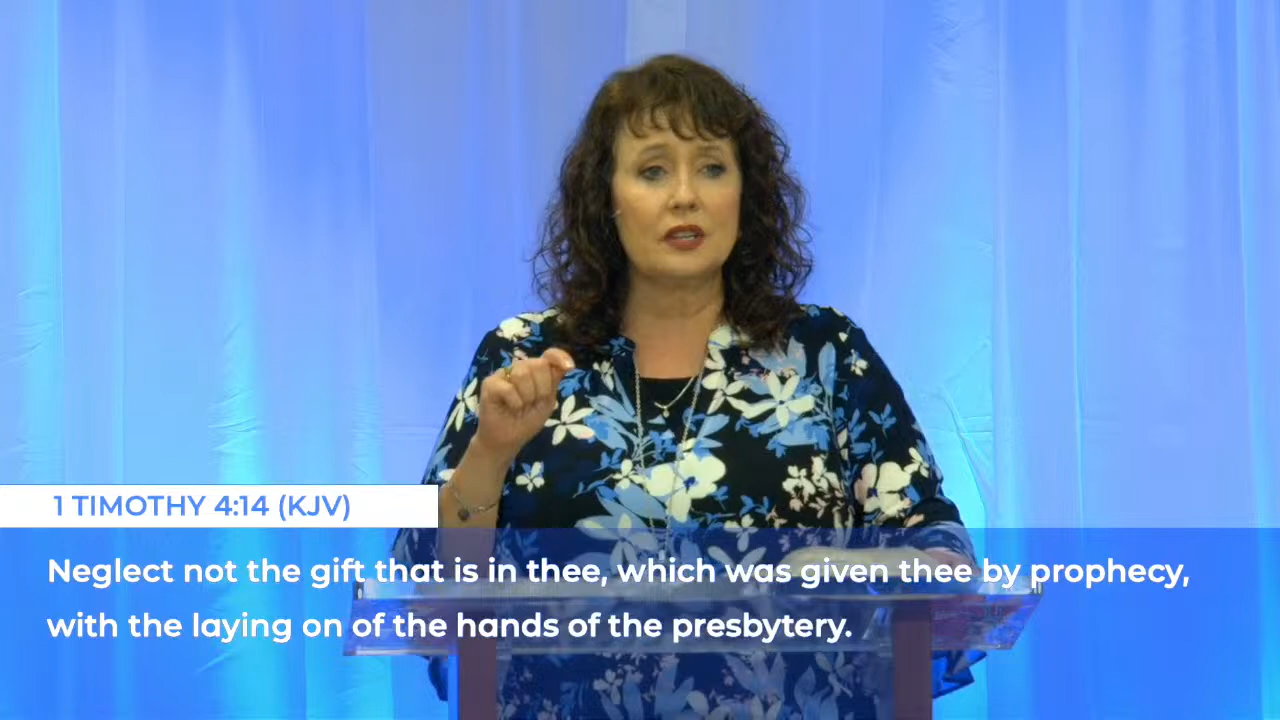 1 TIMOTHY 4:14 (KJV)
Neglect not the gift that is in thee, which was given thee by prophecy,
with the laying on of the hands of the presbytery.